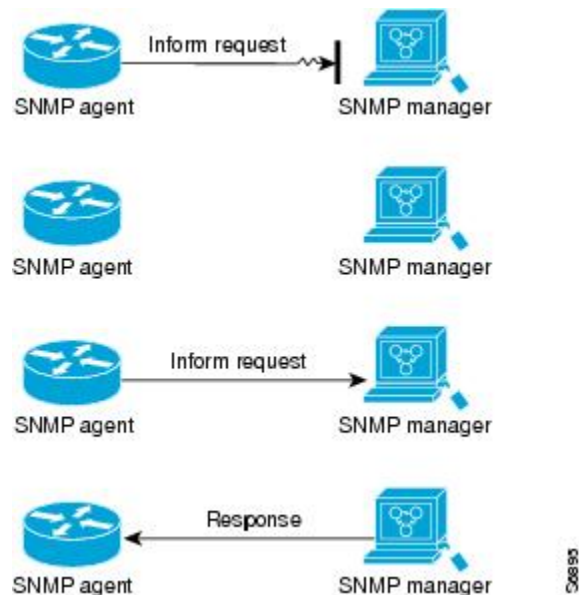 Inform request
SNMP agent SNMP manager
SNMP agent SNMP manager
Inform request
SNMP agent SNMP manager
Response
SNMP agent SNMP manager